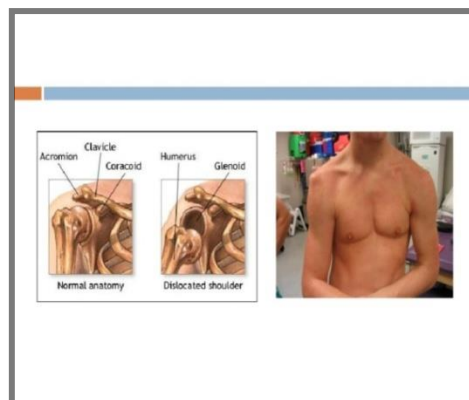 Clavicle
Acromion
Coracoid
Humerus
Glenoid
Normal anatomy
Dislocated shoulder